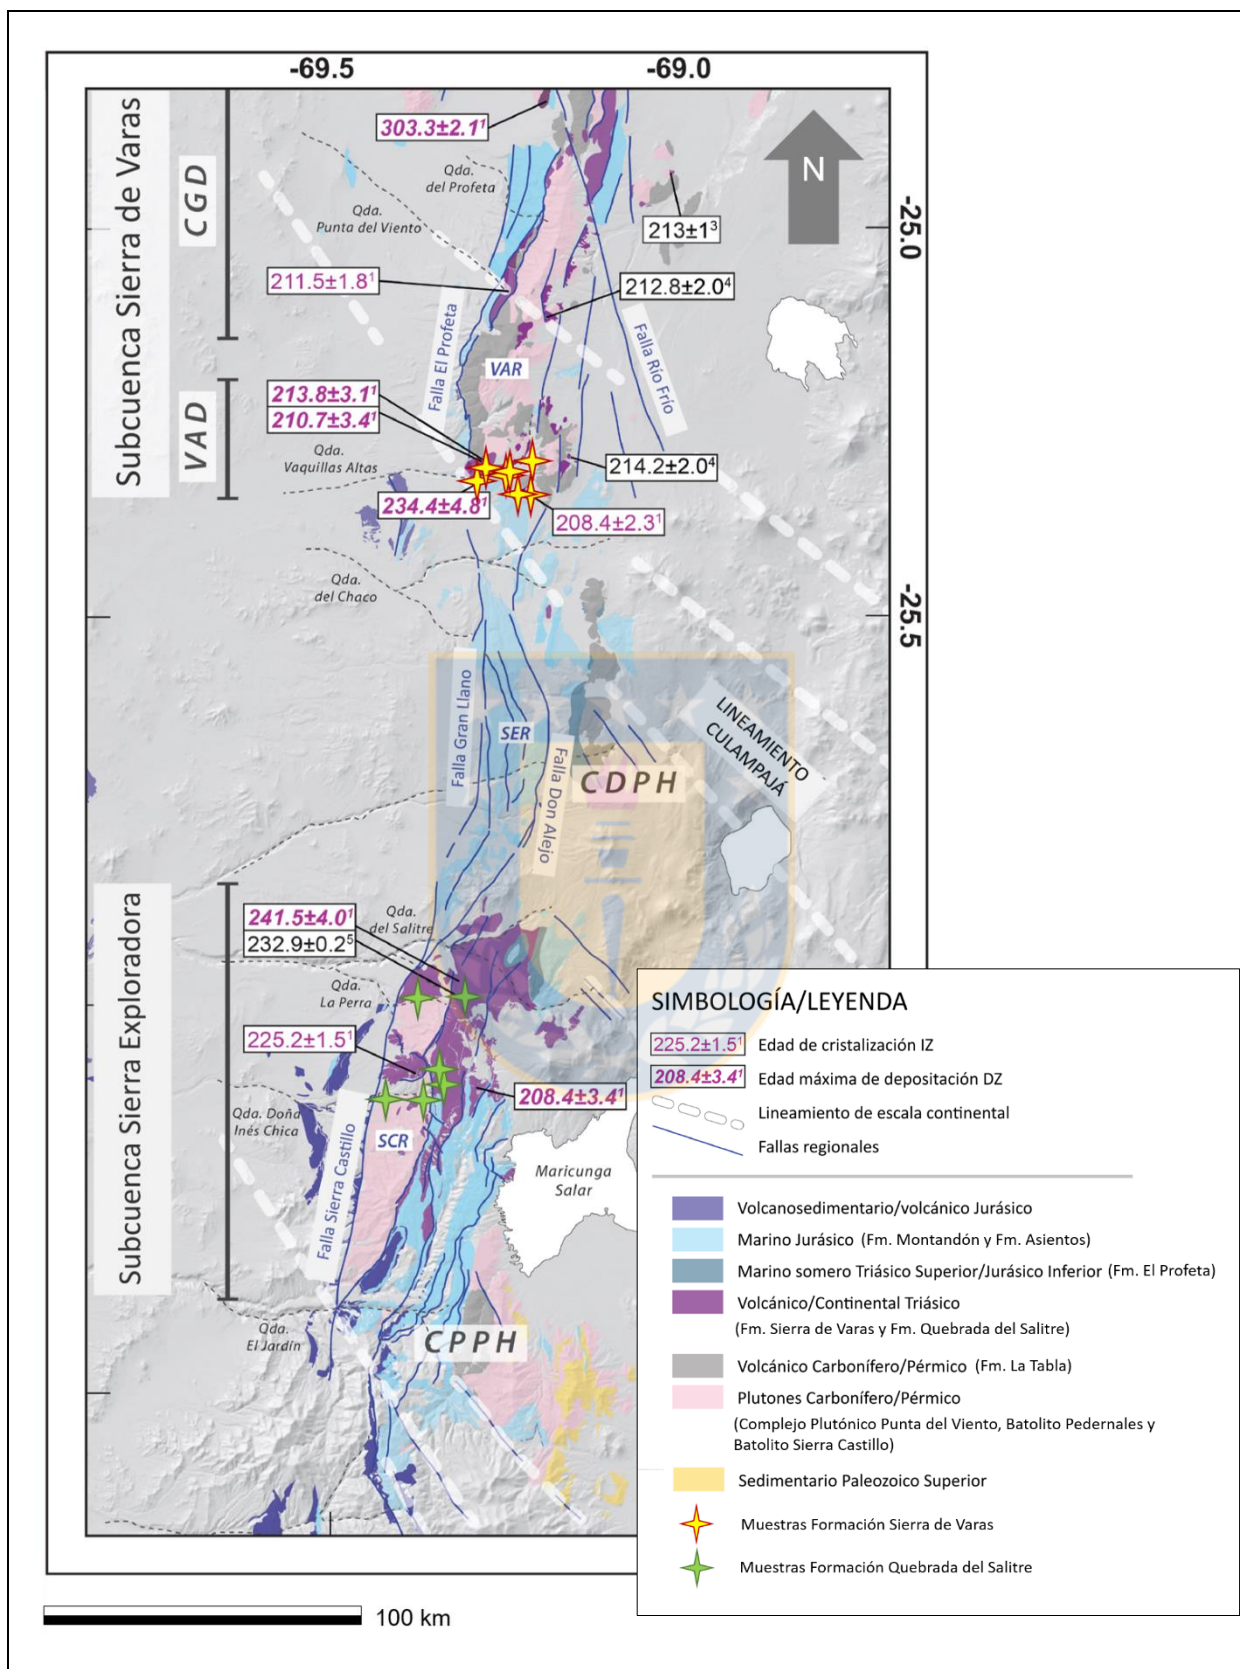 -69.5
-69.0
Subcuenca Sierra de Varas
CGD
303.3±2.1¹
Qda.
del Profeta
Qda.
Punta del Viento
N
213±1³
-25.0
211.5±1.8¹
212.8±2.0⁴
Falla El Profeta
VAR
Falla Río Frío
VAD
213.8±3.1¹
210.7±3.4¹
Qda.
Vaquillas Altas
214.2±2.0⁴
234.4±4.8¹
208.4±2.3¹
Qda.
del Chaco
-25.5
Falla Gran Llano
SER
Falla Don Alejo
CDPH
LINEAMIENTO
CULAMPAJÁ
Subcuenca Sierra Exploradora
241.5±4.0¹
232.9±0.2⁵
Qda.
del Salitre
Qda.
La Perra
225.2±1.5¹
208.4±3.4¹
Qda. Doña
Inés Chica
Falla Sierra Castillo
SCR
Maricunga
Salar
Qda.
El Jardín
CPPH
100 km
SIMBOLOGÍA/LEYENDA
225.2±1.5¹ Edad de cristalización IZ
208.4±3.4¹ Edad máxima de depositación DZ
Lineamiento de escala continental
Fallas regionales
Volcanosedimentario/volcánico Jurásico
Marino Jurásico (Fm. Montandón y Fm. Asientos)
Marino somero Triásico Superior/Jurásico Inferior (Fm. El Profeta)
Volcánico/Continental Triásico
(Fm. Sierra de Varas y Fm. Quebrada del Salitre)
Volcánico Carbonífero/Pérmico (Fm. La Tabla)
Plutones Carbonífero/Pérmico
(Complejo Plutónico Punta del Viento, Batolito Pedernales y
Batolito Sierra Castillo)
Sedimentario Paleozoico Superior
Muestras Formación Sierra de Varas
Muestras Formación Quebrada del Salitre